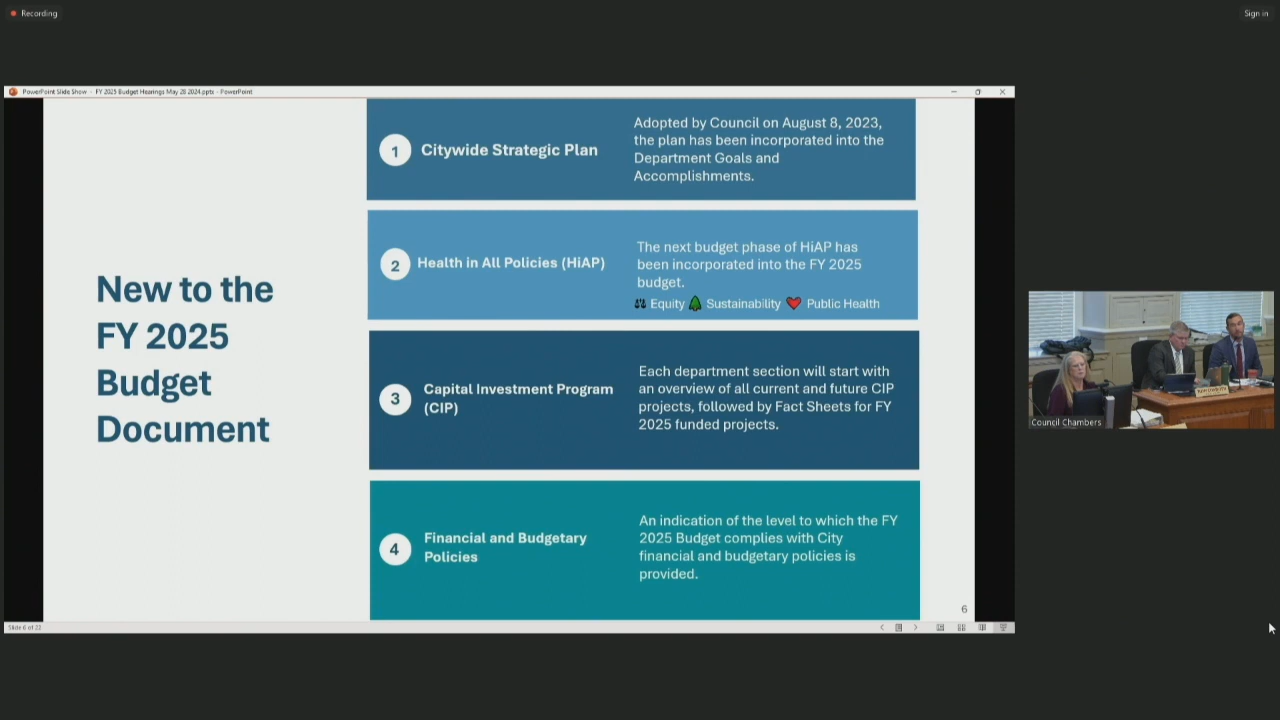 Recording
Sign in
PowerPoint Slide Show - FY 2025 Budget Hearings May 28 2024.pptx - PowerPoint
New to the
FY 2025
Budget
Document
1
Citywide Strategic Plan
Adopted by Council on August 8, 2023,
the plan has been incorporated into the
Department Goals and
Accomplishments.
2
Health in All Policies (HiAP)
The next budget phase of HiAP has
been incorporated into the FY 2025
budget.
Equity Sustainability Public Health
3
Capital Investment Program
(CIP)
Each department section will start with
an overview of all current and future CIP
projects, followed by Fact Sheets for FY
2025 funded projects.
4
Financial and Budgetary
Policies
An indication of the level to which the FY
2025 Budget complies with City
financial and budgetary policies is
provided.
6
Slide 6 of 22
Council Chambers